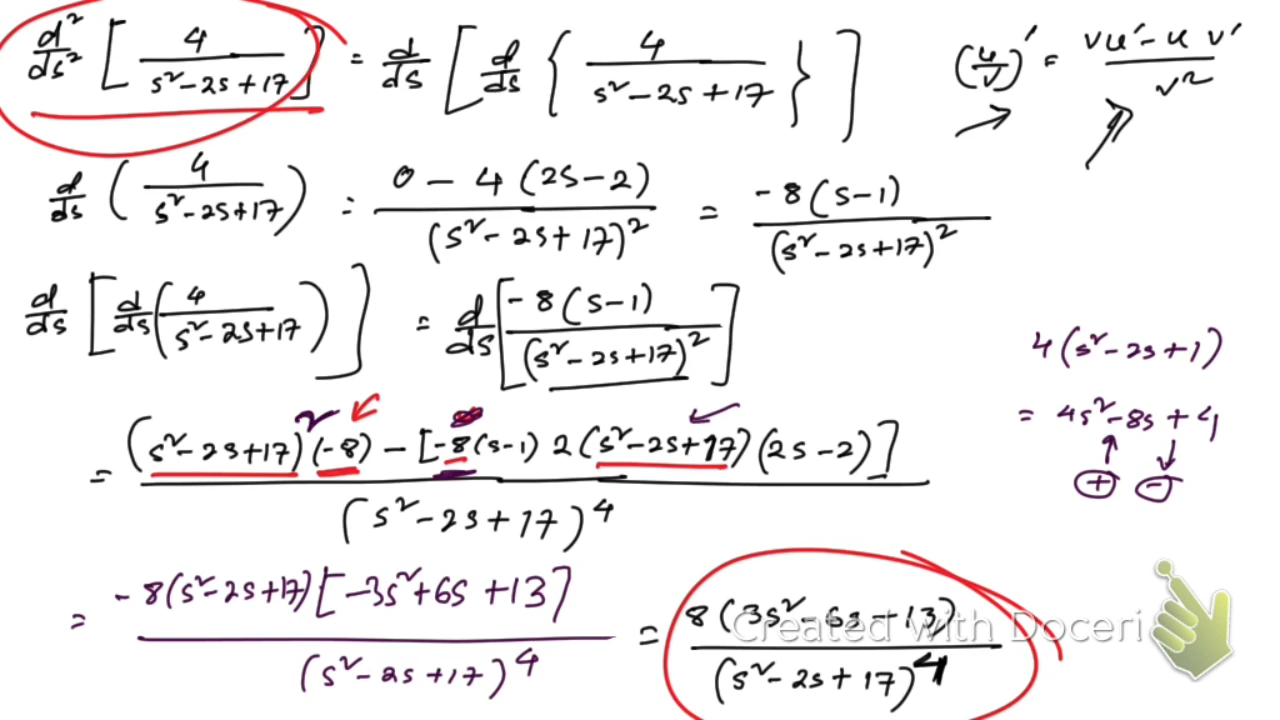 d²/ds² [ 4/(s²-2s+17) ] = d/ds [ d/ds { 4/(s²-2s+17) } ]   (u/v)' = (vu'-u v')/v²
d/ds ( 4/(s²-2s+17) ) = (0 - 4(2s-2))/(s²-2s+17)² = -8(s-1)/(s²-2s+17)²
d/ds [ d/ds ( 4/(s²-2s+17) ) ] = d/ds [ -8(s-1)/(s²-2s+17)² ]
4(s²-2s+1)
= 4s²-8s+4
+ -
= ((s²-2s+17)²(-8) - [-8(s-1) 2(s²-2s+17)(2s-2)])/(s²-2s+17)⁴
= -8(s²-2s+17)[-3s²+6s+13]/(s²-2s+17)⁴ = 8(3s²-6s-13)/(s²-2s+17)⁴
Created with Doceri